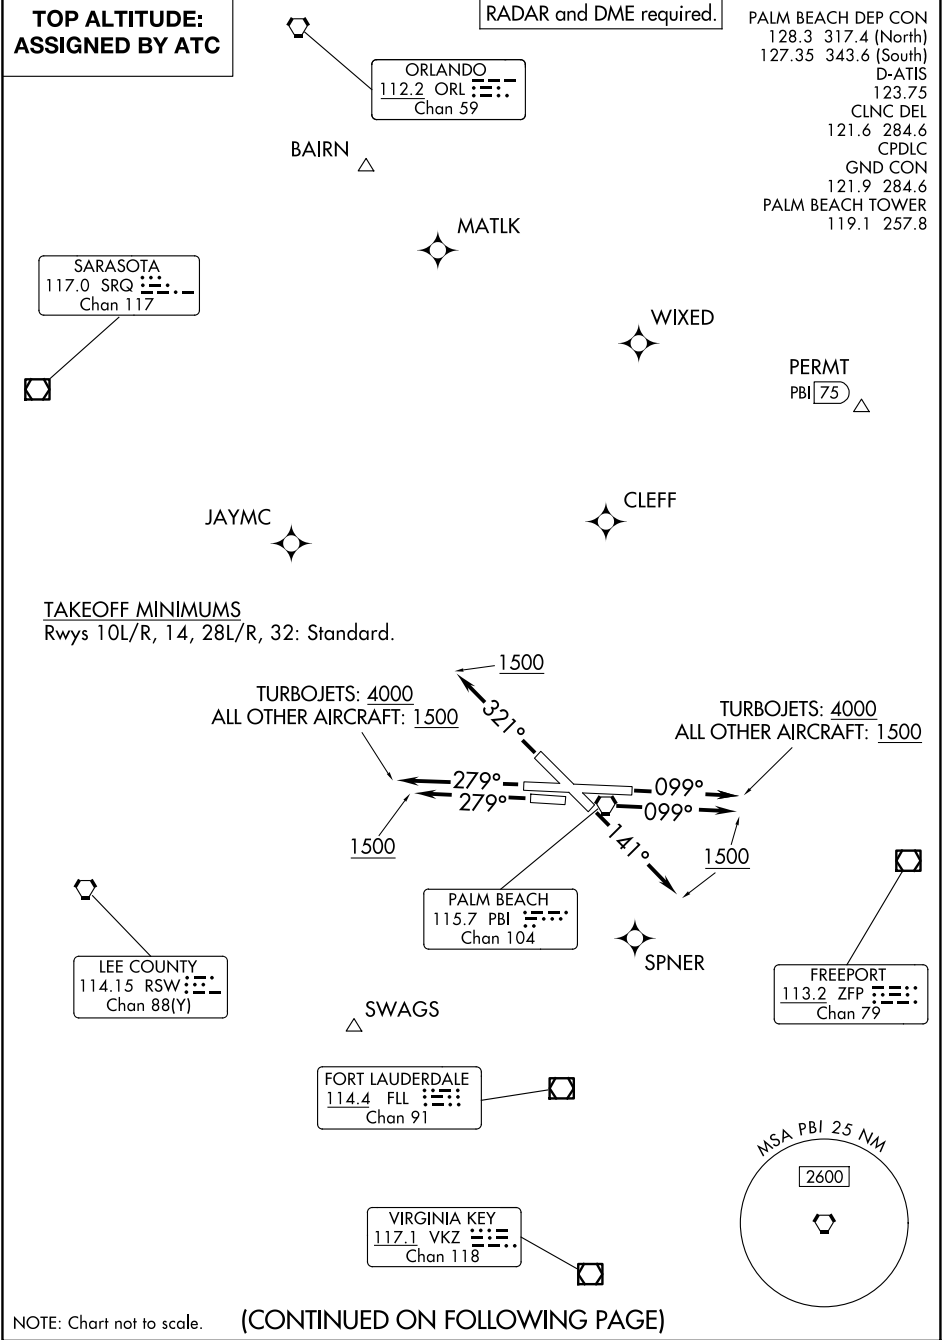 TOP ALTITUDE:
ASSIGNED BY ATC
RADAR and DME required.
PALM BEACH DEP CON
128.3 317.4 (North)
127.35 343.6 (South)
D-ATIS
123.75
CLNC DEL
121.6 284.6
CPDLC
GND CON
121.9 284.6
PALM BEACH TOWER
119.1 257.8
ORLANDO
112.2 ORL
Chan 59
BAIRN
MATLK
SARASOTA
117.0 SRQ
Chan 117
WIXED
PERMT
PBI 75
JAYMC
CLEFF
TAKEOFF MINIMUMS
Rwys 10L/R, 14, 28L/R, 32: Standard.
1500
321°
TURBOJETS: 4000
ALL OTHER AIRCRAFT: 1500
TURBOJETS: 4000
ALL OTHER AIRCRAFT: 1500
279°
279°
099°
099°
141°
1500
1500
PALM BEACH
115.7 PBI
Chan 104
SPNER
LEE COUNTY
114.15 RSW
Chan 88(Y)
FREEPORT
113.2 ZFP
Chan 79
SWAGS
FORT LAUDERDALE
114.4 FLL
Chan 91
MSA PBI 25 NM
2600
VIRGINIA KEY
117.1 VKZ
Chan 118
NOTE: Chart not to scale.
(CONTINUED ON FOLLOWING PAGE)